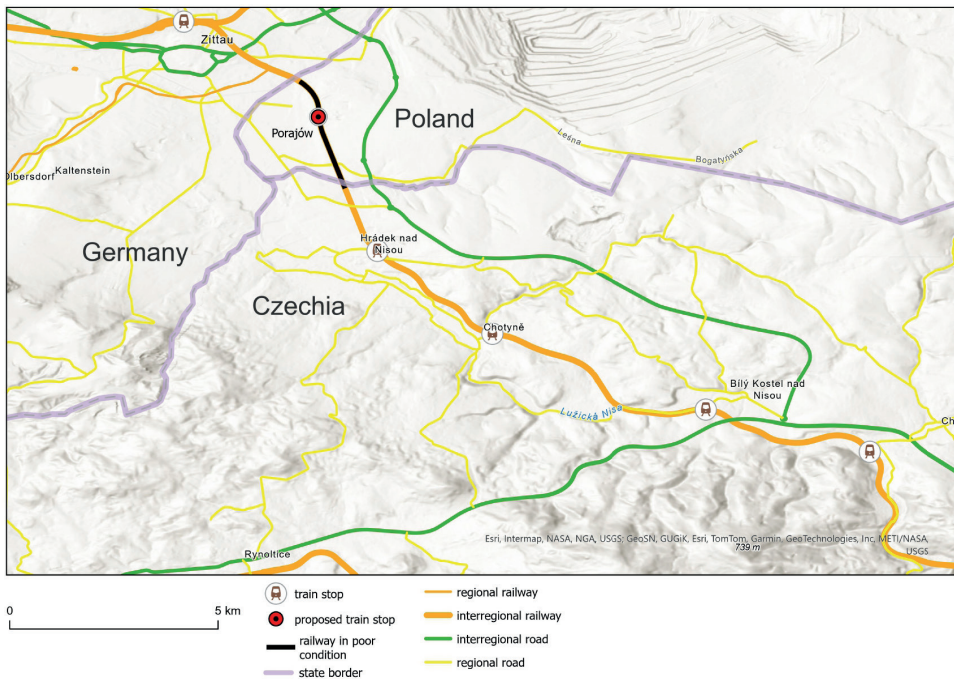 Zittau
Poland
Porajów
Leśna
Bogatyńska
Olbersdorf
Kaltenstein
Germany
Hrádek nad
Nisou
Czechia
Chotyně
Bílý Kostel nad
Nisou
Lužická Nisa
Ch
Rynoltice
Esri, Intermap, NASA, NGA, USGS; GeoSN, GUGiK, Esri, TomTom, Garmin, GeoTechnologies, Inc, METI/NASA,
USGS
739 m
0 5 km
train stop
proposed train stop
railway in poor
condition
state border
regional railway
interregional railway
interregional road
regional road